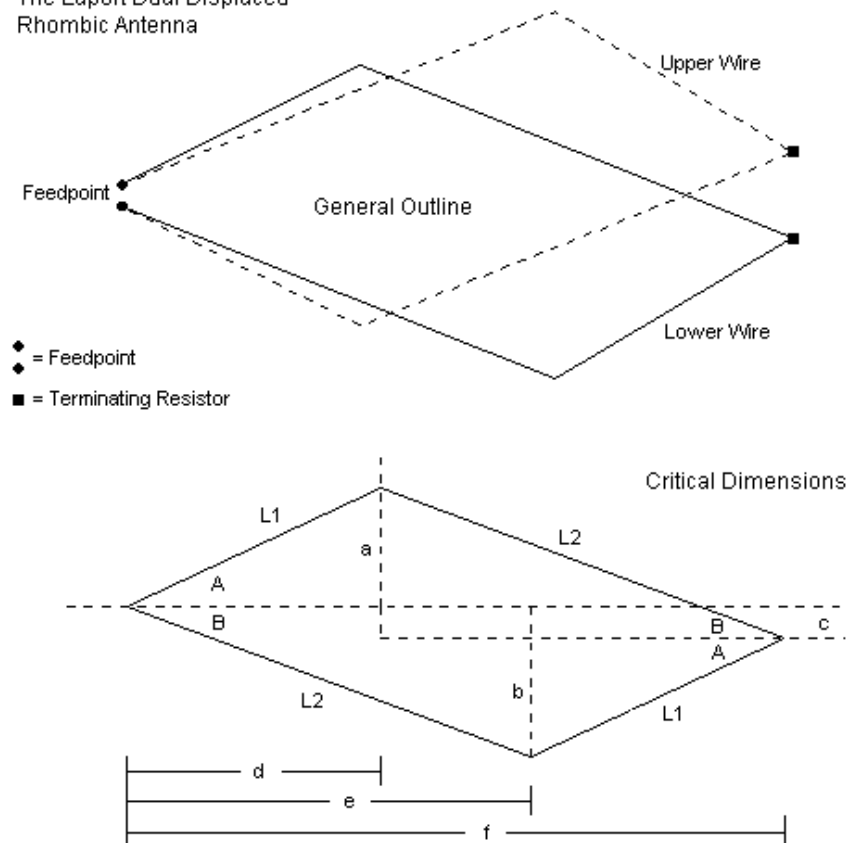 The Laport Dual Displaced
Rhombic Antenna
Upper Wire
Feedpoint
General Outline
Lower Wire
= Feedpoint
= Terminating Resistor
Critical Dimensions
L1
L2
a
A
B
B
c
A
L2
b
L1
d
e
f